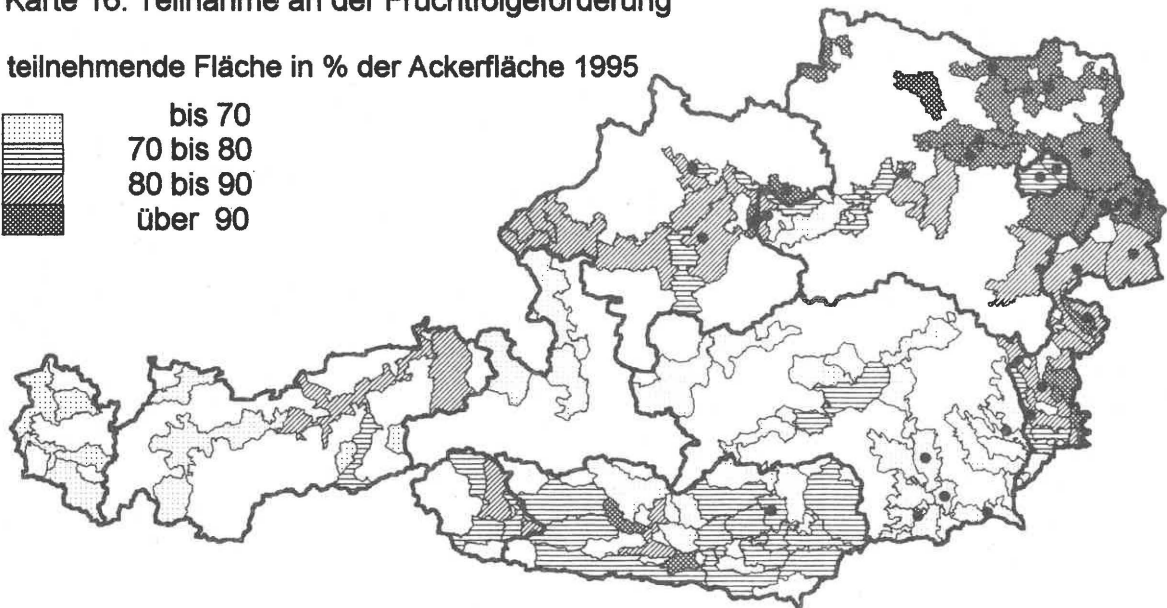 Karte 16: Teilnahme an der Fruchtfolgeförderung
teilnehmende Fläche in % der Ackerfläche 1995
bis 70
70 bis 80
80 bis 90
über 90